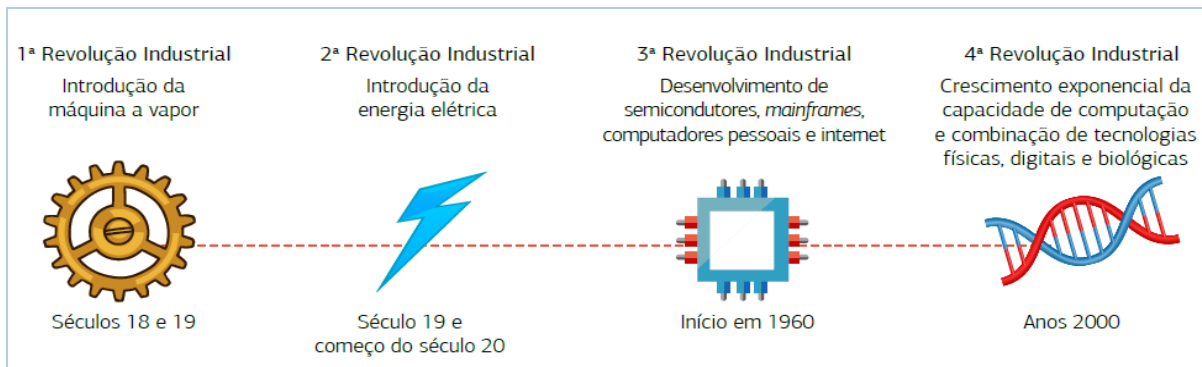 1ª Revolução Industrial
Introdução da
máquina a vapor
Séculos 18 e 19
2ª Revolução Industrial
Introdução da
energia elétrica
Século 19 e
começo do século 20
3ª Revolução Industrial
Desenvolvimento de
semicondutores, mainframes,
computadores pessoais e internet
Início em 1960
4ª Revolução Industrial
Crescimento exponencial da
capacidade de computação
e combinação de tecnologias
físicas, digitais e biológicas
Anos 2000